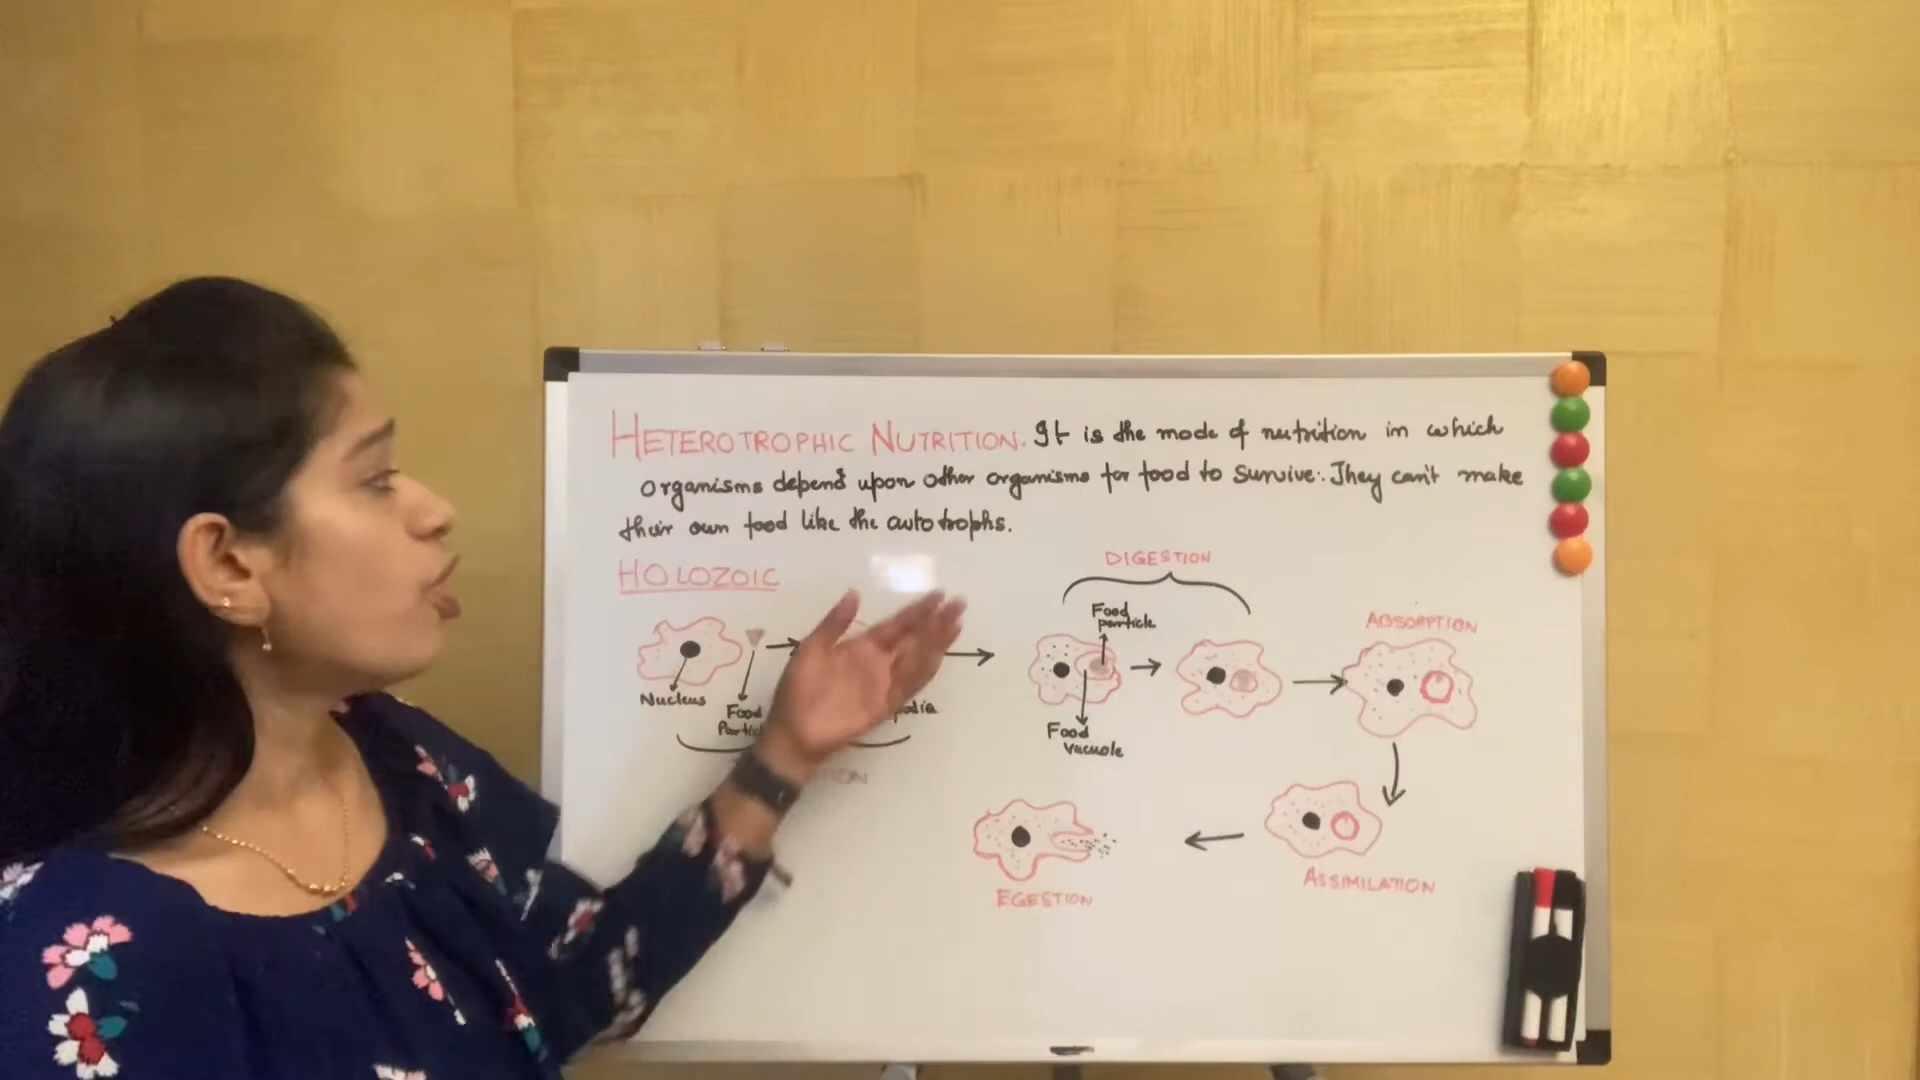 HETEROTROPHIC NUTRITION: It is the mode of nutrition in which
organisms depend upon other organisms for food to survive. They can't make
their own food like the autotrophs.
HOLOZOIC
DIGESTION
Food
particle
ABSORPTION
Nucleus
Food
Food
vacuole
ASSIMILATION
EGESTION